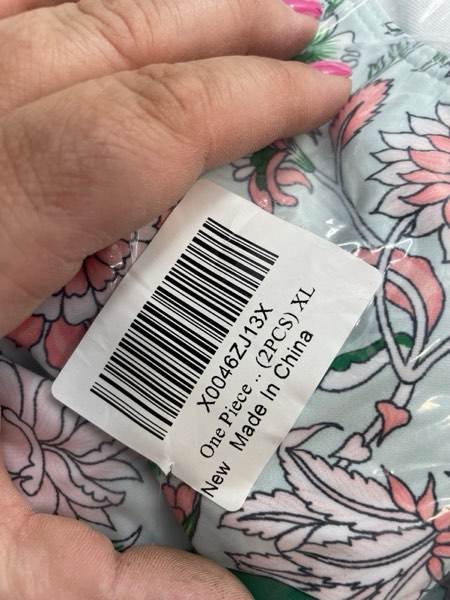 X0046ZJ13X
One Piece ·· (2PCS) XL
New Made In China